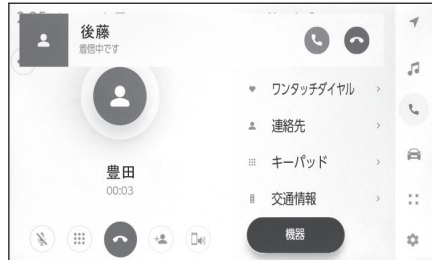 後藤
着信中です
豊田
00:03
ワンタッチダイヤル
連絡先
キーパッド
交通情報
機器